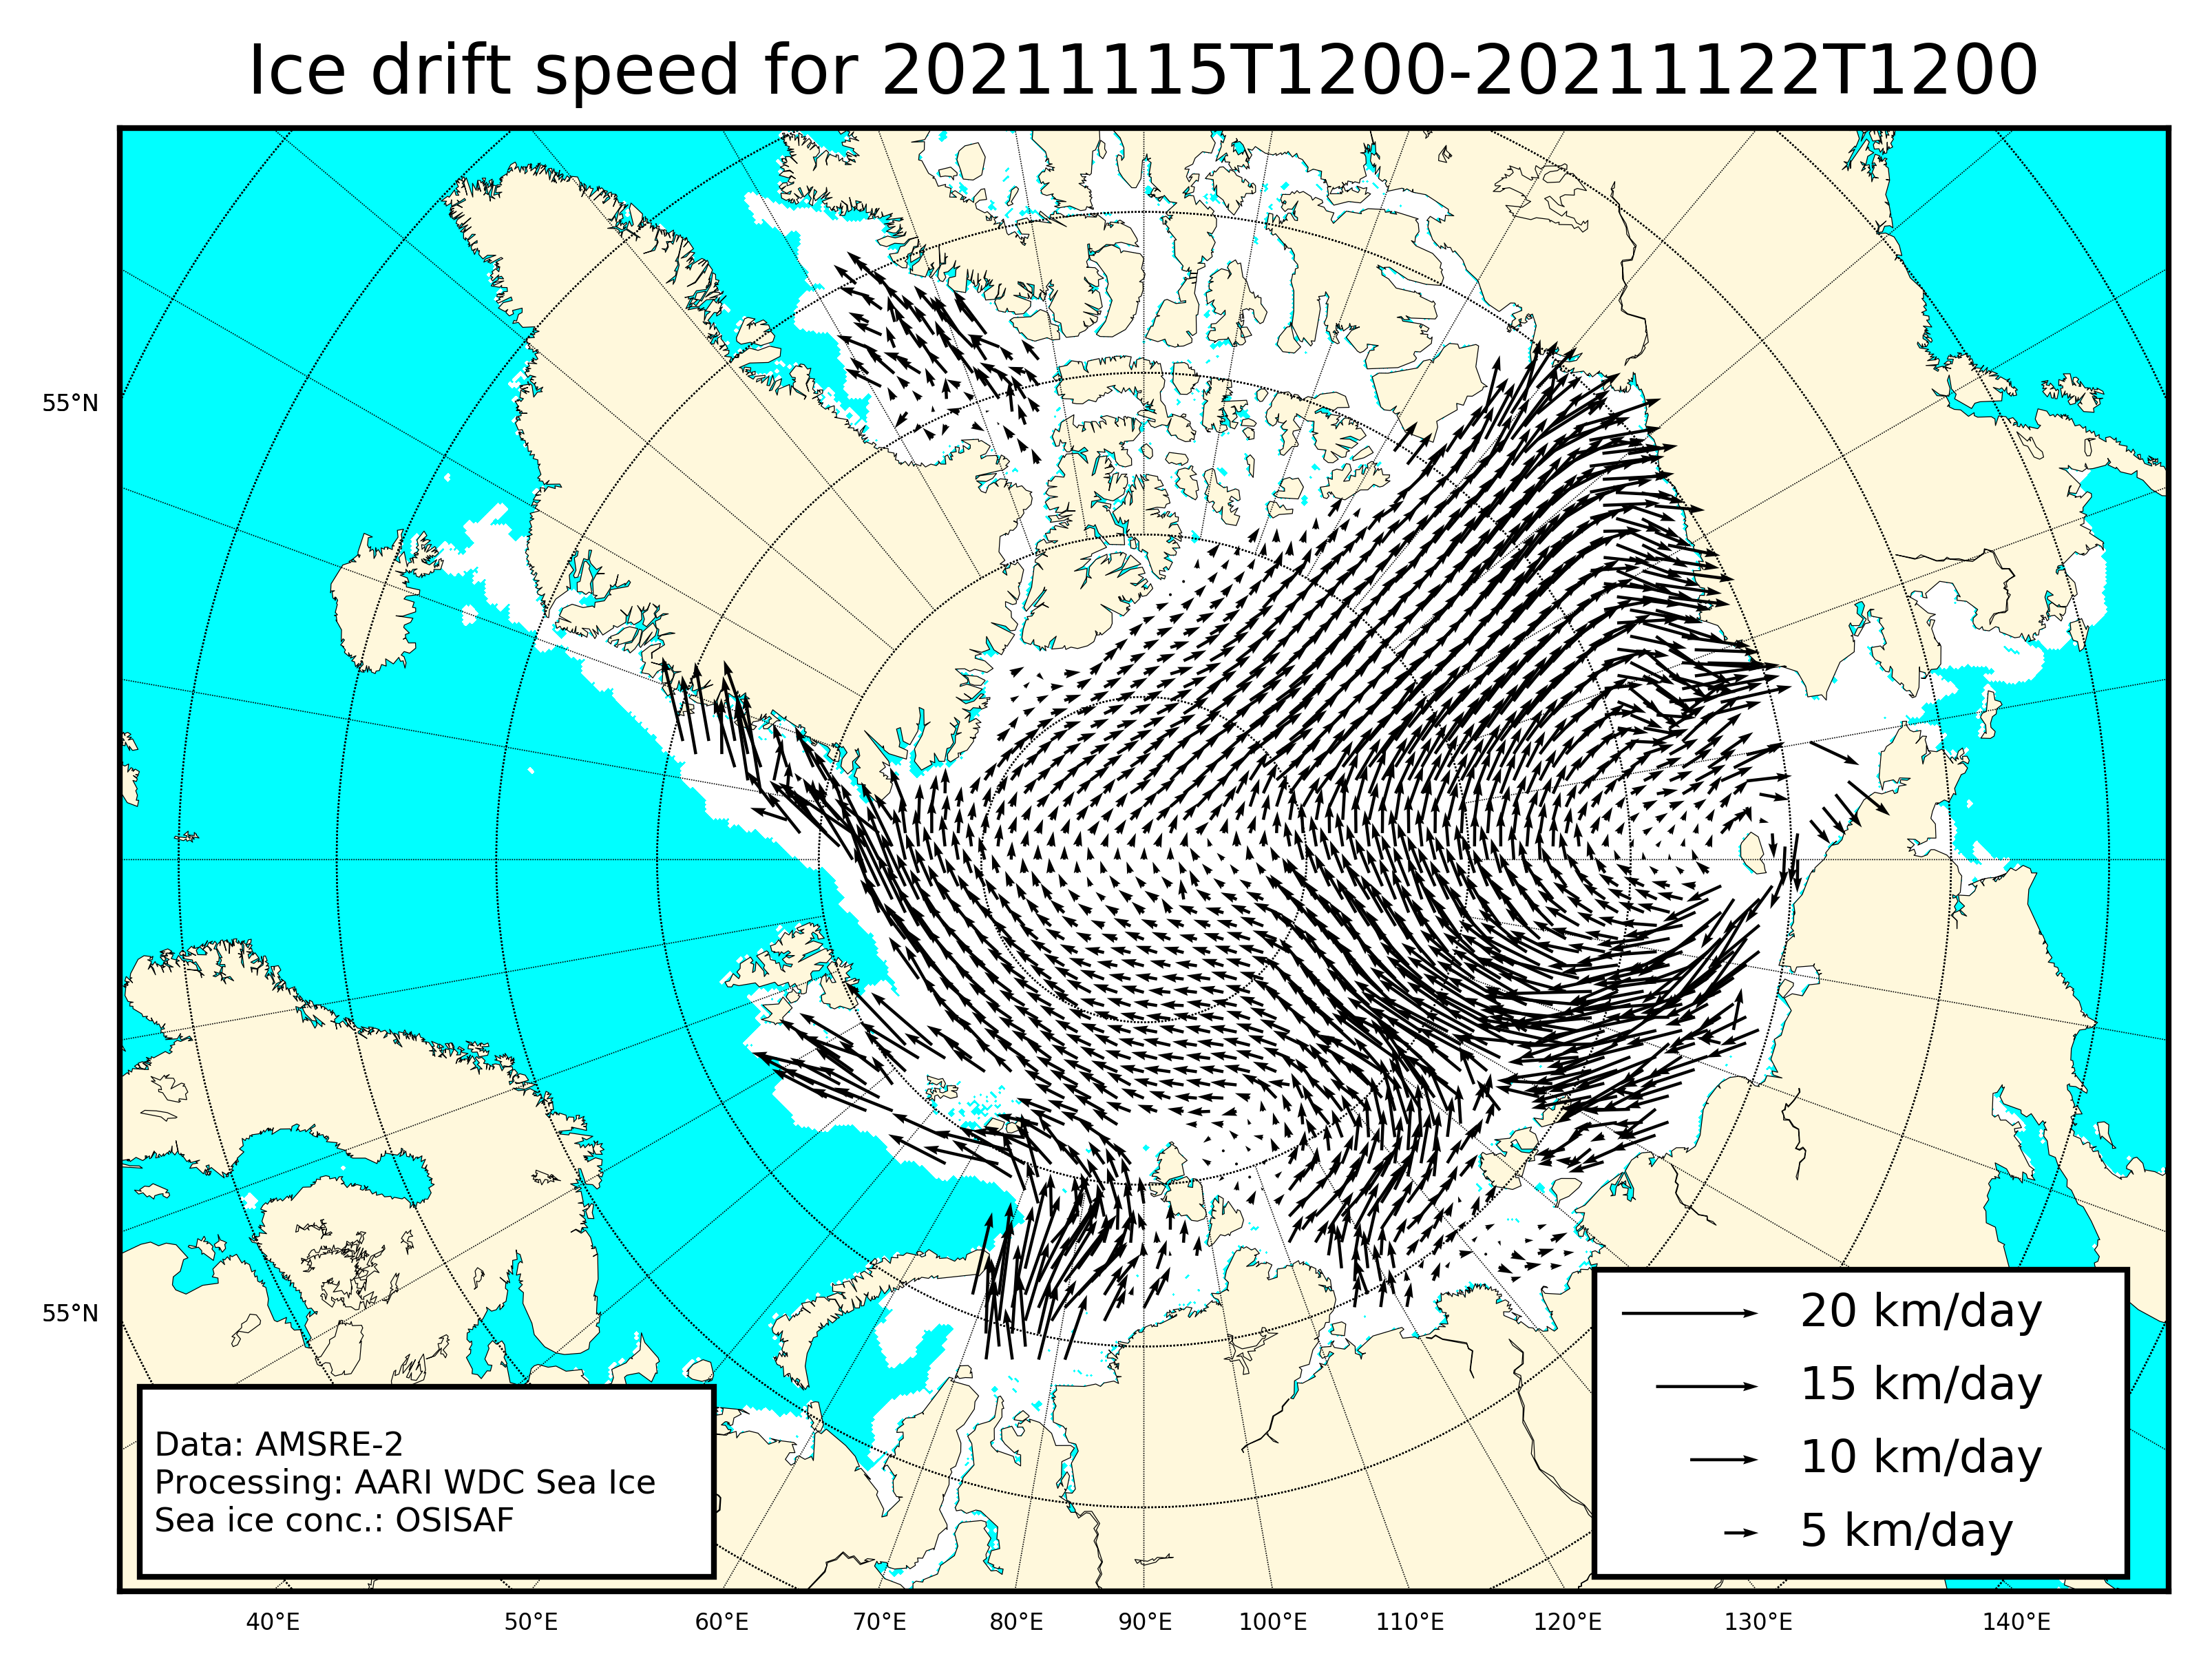 Ice drift speed for 20211115T1200-20211122T1200
55°N
55°N
20 km/day
15 km/day
10 km/day
5 km/day
Data: AMSRE-2
Processing: AARI WDC Sea Ice
Sea ice conc.: OSISAF
40°E 50°E 60°E 70°E 80°E 90°E 100°E 110°E 120°E 130°E 140°E